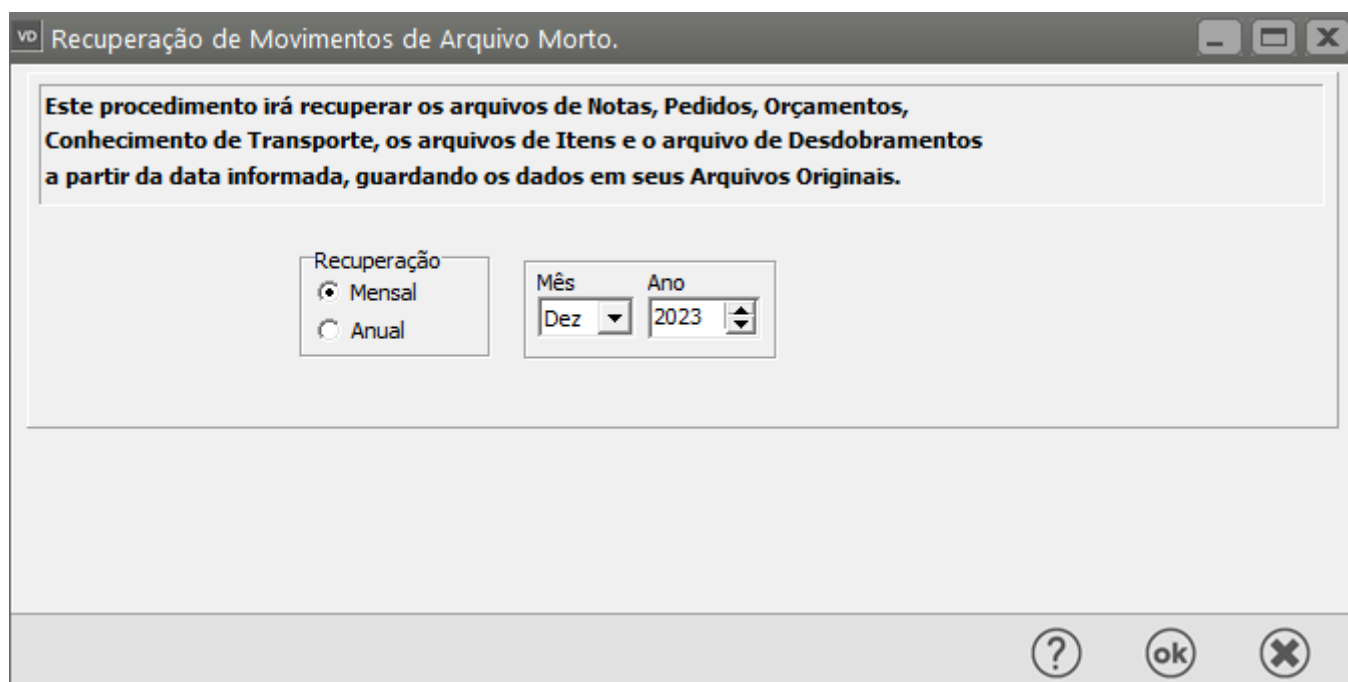 VD Recuperação de Movimentos de Arquivo Morto.
Este procedimento irá recuperar os arquivos de Notas, Pedidos, Orçamentos,
Conhecimento de Transporte, os arquivos de Itens e o arquivo de Desdobramentos
a partir da data informada, guardando os dados em seus Arquivos Originais.
Recuperação
Mensal
Anual
Mês Ano
Dez 2023
? ok